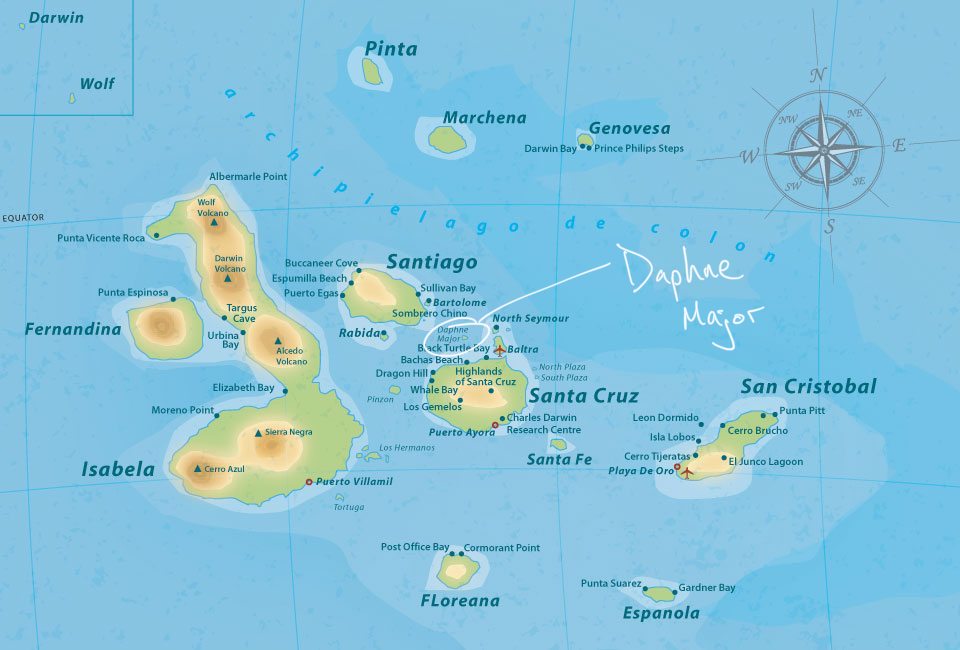 Darwin
Wolf
Pinta
Marchena
Genovesa
Darwin Bay
Prince Philips Steps
N
NW
NE
W
E
SW
SE
S
archipielago de colon
Albermarle Point
EQUATOR
Wolf
Volcano
Punta Vicente Roca
Darwin
Volcano
Buccaneer Cove
Santiago
Espumilla Beach
Puerto Egas
Sullivan Bay
Bartolome
Sombrero Chino
Daphne
Major
Punta Espinosa
Fernandina
Targus
Cave
Urbina
Bay
Alcedo
Volcano
Rabida
Daphne
Major
North Seymour
Black Turtle Bay
Baltra
Bachas Beach
Dragon Hill
Highlands
of Santa Cruz
North Plaza
South Plaza
Whale Bay
Pinzon
Los Gemelos
Santa Cruz
Charles Darwin
Research Centre
Puerto Ayora
Elizabeth Bay
Moreno Point
Sierra Negra
Isabela
Cerro Azul
Los Hermanos
Puerto Villamil
Tortuga
Santa Fe
San Cristobal
Punta Pitt
Leon Dormido
Cerro Brucho
Isla Lobos
Cerro Tijeratas
El Junco Lagoon
Playa De Oro
Post Office Bay
Cormorant Point
FLoreana
Punta Suarez
Gardner Bay
Espanola